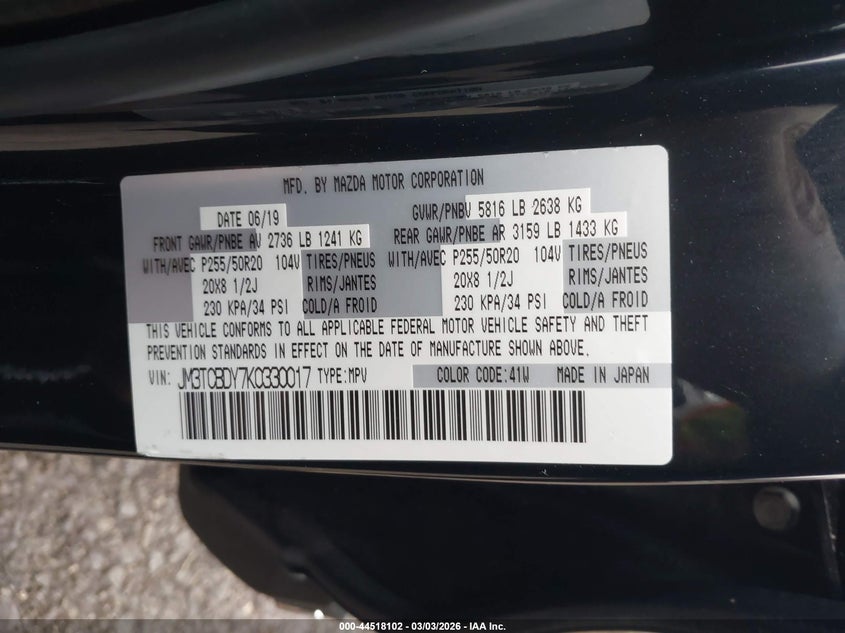 MFD. BY MAZDA MOTOR CORPORATION
DATE 06/19
GVWR/PNBV 5816 LB 2638 KG
FRONT GAWR/PNBE AV 2736 LB 1241 KG
REAR GAWR/PNBE AR 3159 LB 1433 KG
WITH/AVEC P255/50R20 104V TIRES/PNEUS
WITH/AVEC P255/50R20 104V TIRES/PNEUS
20X8 1/2J RIMS/JANTES
20X8 1/2J RIMS/JANTES
230 KPA/34 PSI COLD/A FROID
230 KPA/34 PSI COLD/A FROID
THIS VEHICLE CONFORMS TO ALL APPLICABLE FEDERAL MOTOR VEHICLE SAFETY AND THEFT
PREVENTION STANDARDS IN EFFECT ON THE DATE OF MANUFACTURE SHOWN ABOVE.
VIN: JM3TCBDY7K0330017 TYPE:MPV COLOR CODE:41W MADE IN JAPAN
000-44518102 - 03/03/2026 - IAA Inc.